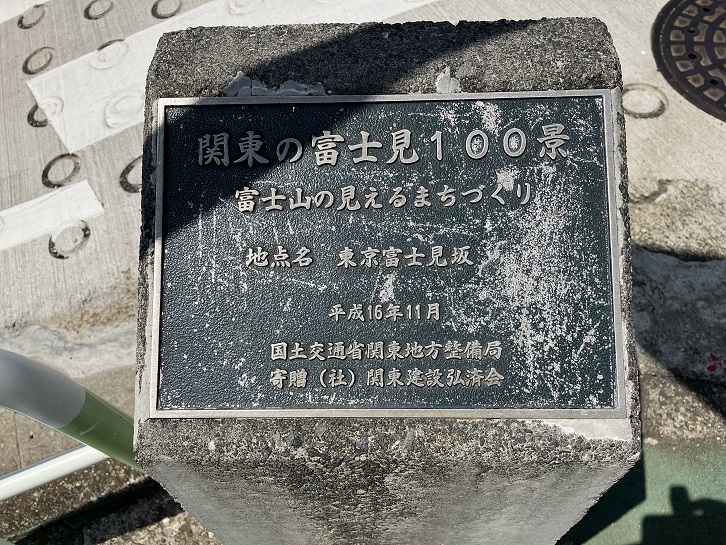 関東の富士見１００景
富士山の見えるまちづくり
地点名　東京富士見坂
平成16年11月
国土交通省関東地方整備局
寄贈（社）関東建設弘済会